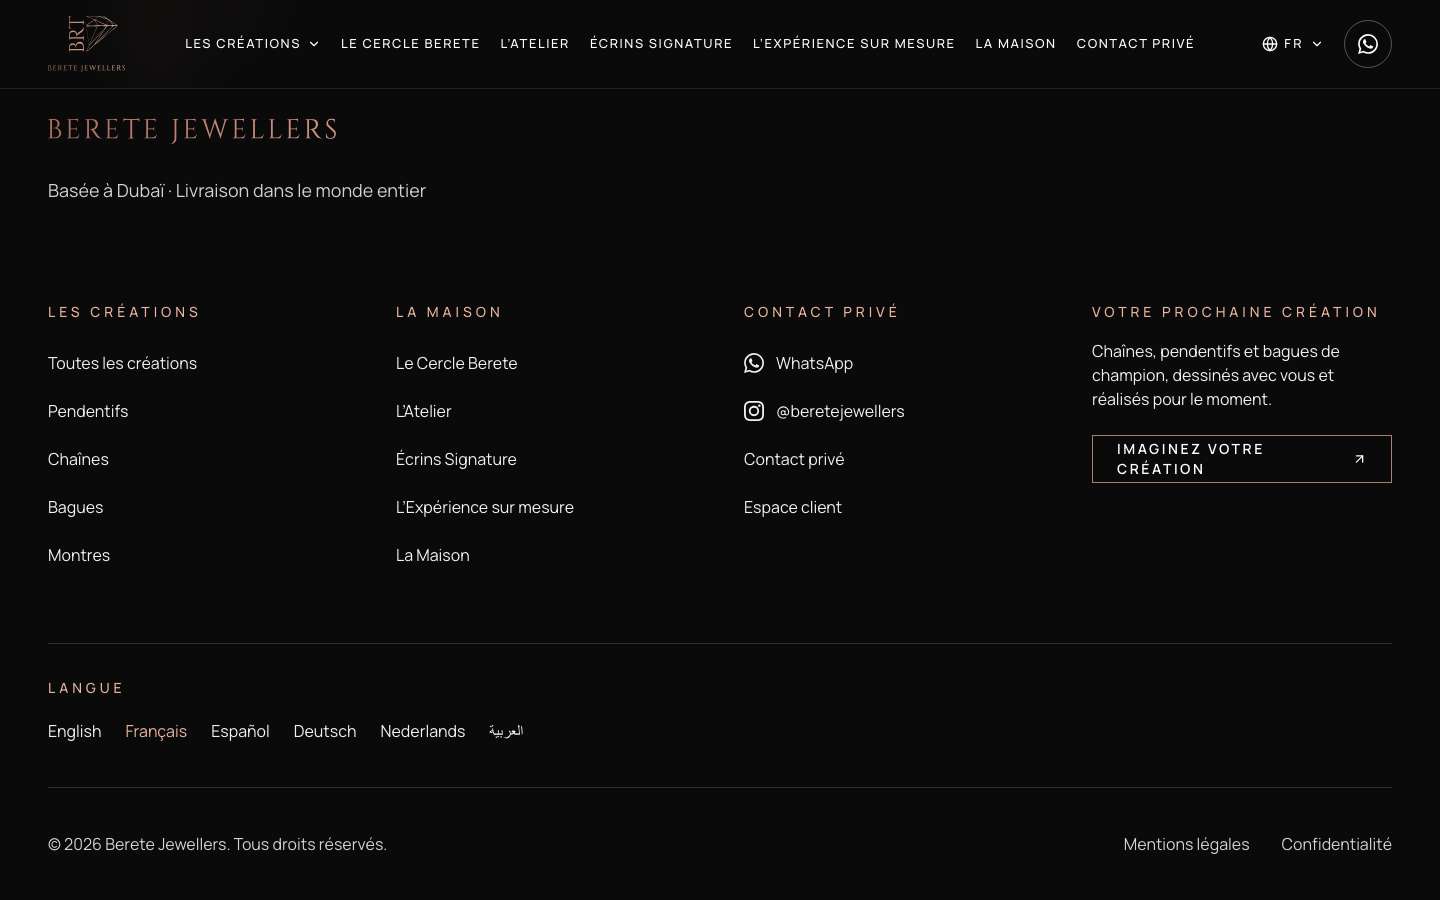 BRT
BERETE JEWELLERS
LES CRÉATIONS
LE CERCLE BERETE
L’ATELIER
ÉCRINS SIGNATURE
L’EXPÉRIENCE SUR MESURE
LA MAISON
CONTACT PRIVÉ
FR
BERETE JEWELLERS
Basée à Dubaï · Livraison dans le monde entier
LES CRÉATIONS
Toutes les créations
Pendentifs
Chaînes
Bagues
Montres
LA MAISON
Le Cercle Berete
L’Atelier
Écrins Signature
L’Expérience sur mesure
La Maison
CONTACT PRIVÉ
WhatsApp
@beretejewellers
Contact privé
Espace client
VOTRE PROCHAINE CRÉATION
Chaînes, pendentifs et bagues de
champion, dessinés avec vous et
réalisés pour le moment.
IMAGINEZ VOTRE
CRÉATION
LANGUE
English Français Español Deutsch Nederlands العربية
© 2026 Berete Jewellers. Tous droits réservés.
Mentions légales Confidentialité